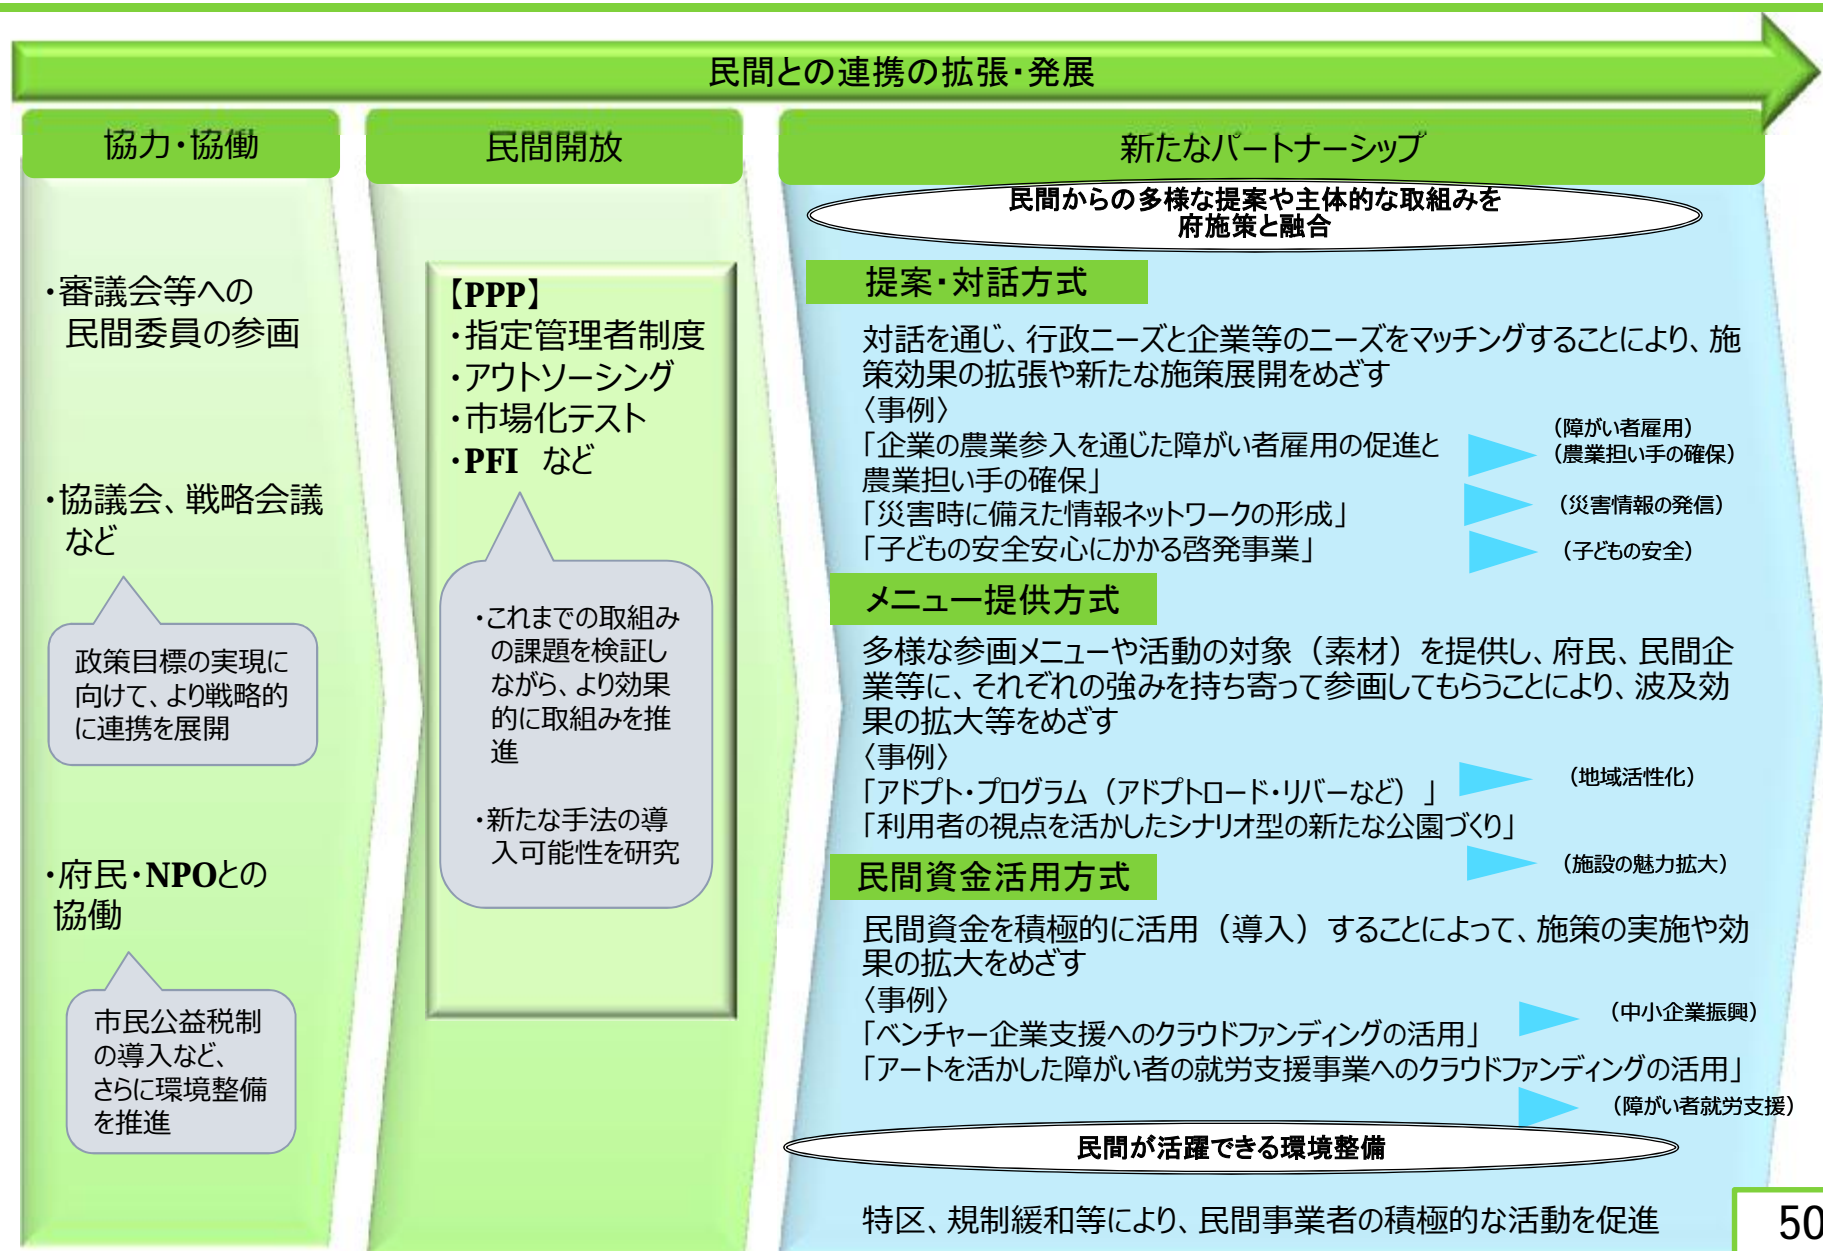 民間との連携の拡張・発展
協力・協働
・審議会等への
民間委員の参画
・協議会、戦略会議
など
政策目標の実現に
向けて、より戦略的
に連携を展開
・府民・NPOとの
協働
市民公益税制
の導入など、
さらに環境整備
を推進
民間開放
【PPP】
・指定管理者制度
・アウトソーシング
・市場化テスト
・PFI など
・これまでの取組み
の課題を検証し
ながら、より効果
的に取組みを推
進
・新たな手法の導
入可能性を研究
新たなパートナーシップ
民間からの多様な提案や主体的な取組みを
府施策と融合
提案・対話方式
対話を通じ、行政ニーズと企業等のニーズをマッチングすることにより、施
策効果の拡張や新たな施策展開をめざす
〈事例〉
「企業の農業参入を通じた障がい者雇用の促進と
農業担い手の確保」
（障がい者雇用）
（農業担い手の確保）
「災害時に備えた情報ネットワークの形成」
（災害情報の発信）
「子どもの安全安心にかかる啓発事業」
（子どもの安全）
メニュー提供方式
多様な参画メニューや活動の対象（素材）を提供し、府民、民間企
業等に、それぞれの強みを持ち寄って参画してもらうことにより、波及効
果の拡大等をめざす
〈事例〉
「アドプト・プログラム（アドプトロード・リバーなど）」
（地域活性化）
「利用者の視点を活かしたシナリオ型の新たな公園づくり」
（施設の魅力拡大）
民間資金活用方式
民間資金を積極的に活用（導入）することによって、施策の実施や効
果の拡大をめざす
〈事例〉
「ベンチャー企業支援へのクラウドファンディングの活用」
（中小企業振興）
「アートを活かした障がい者の就労支援事業へのクラウドファンディングの活用」
（障がい者就労支援）
民間が活躍できる環境整備
特区、規制緩和等により、民間事業者の積極的な活動を促進
50